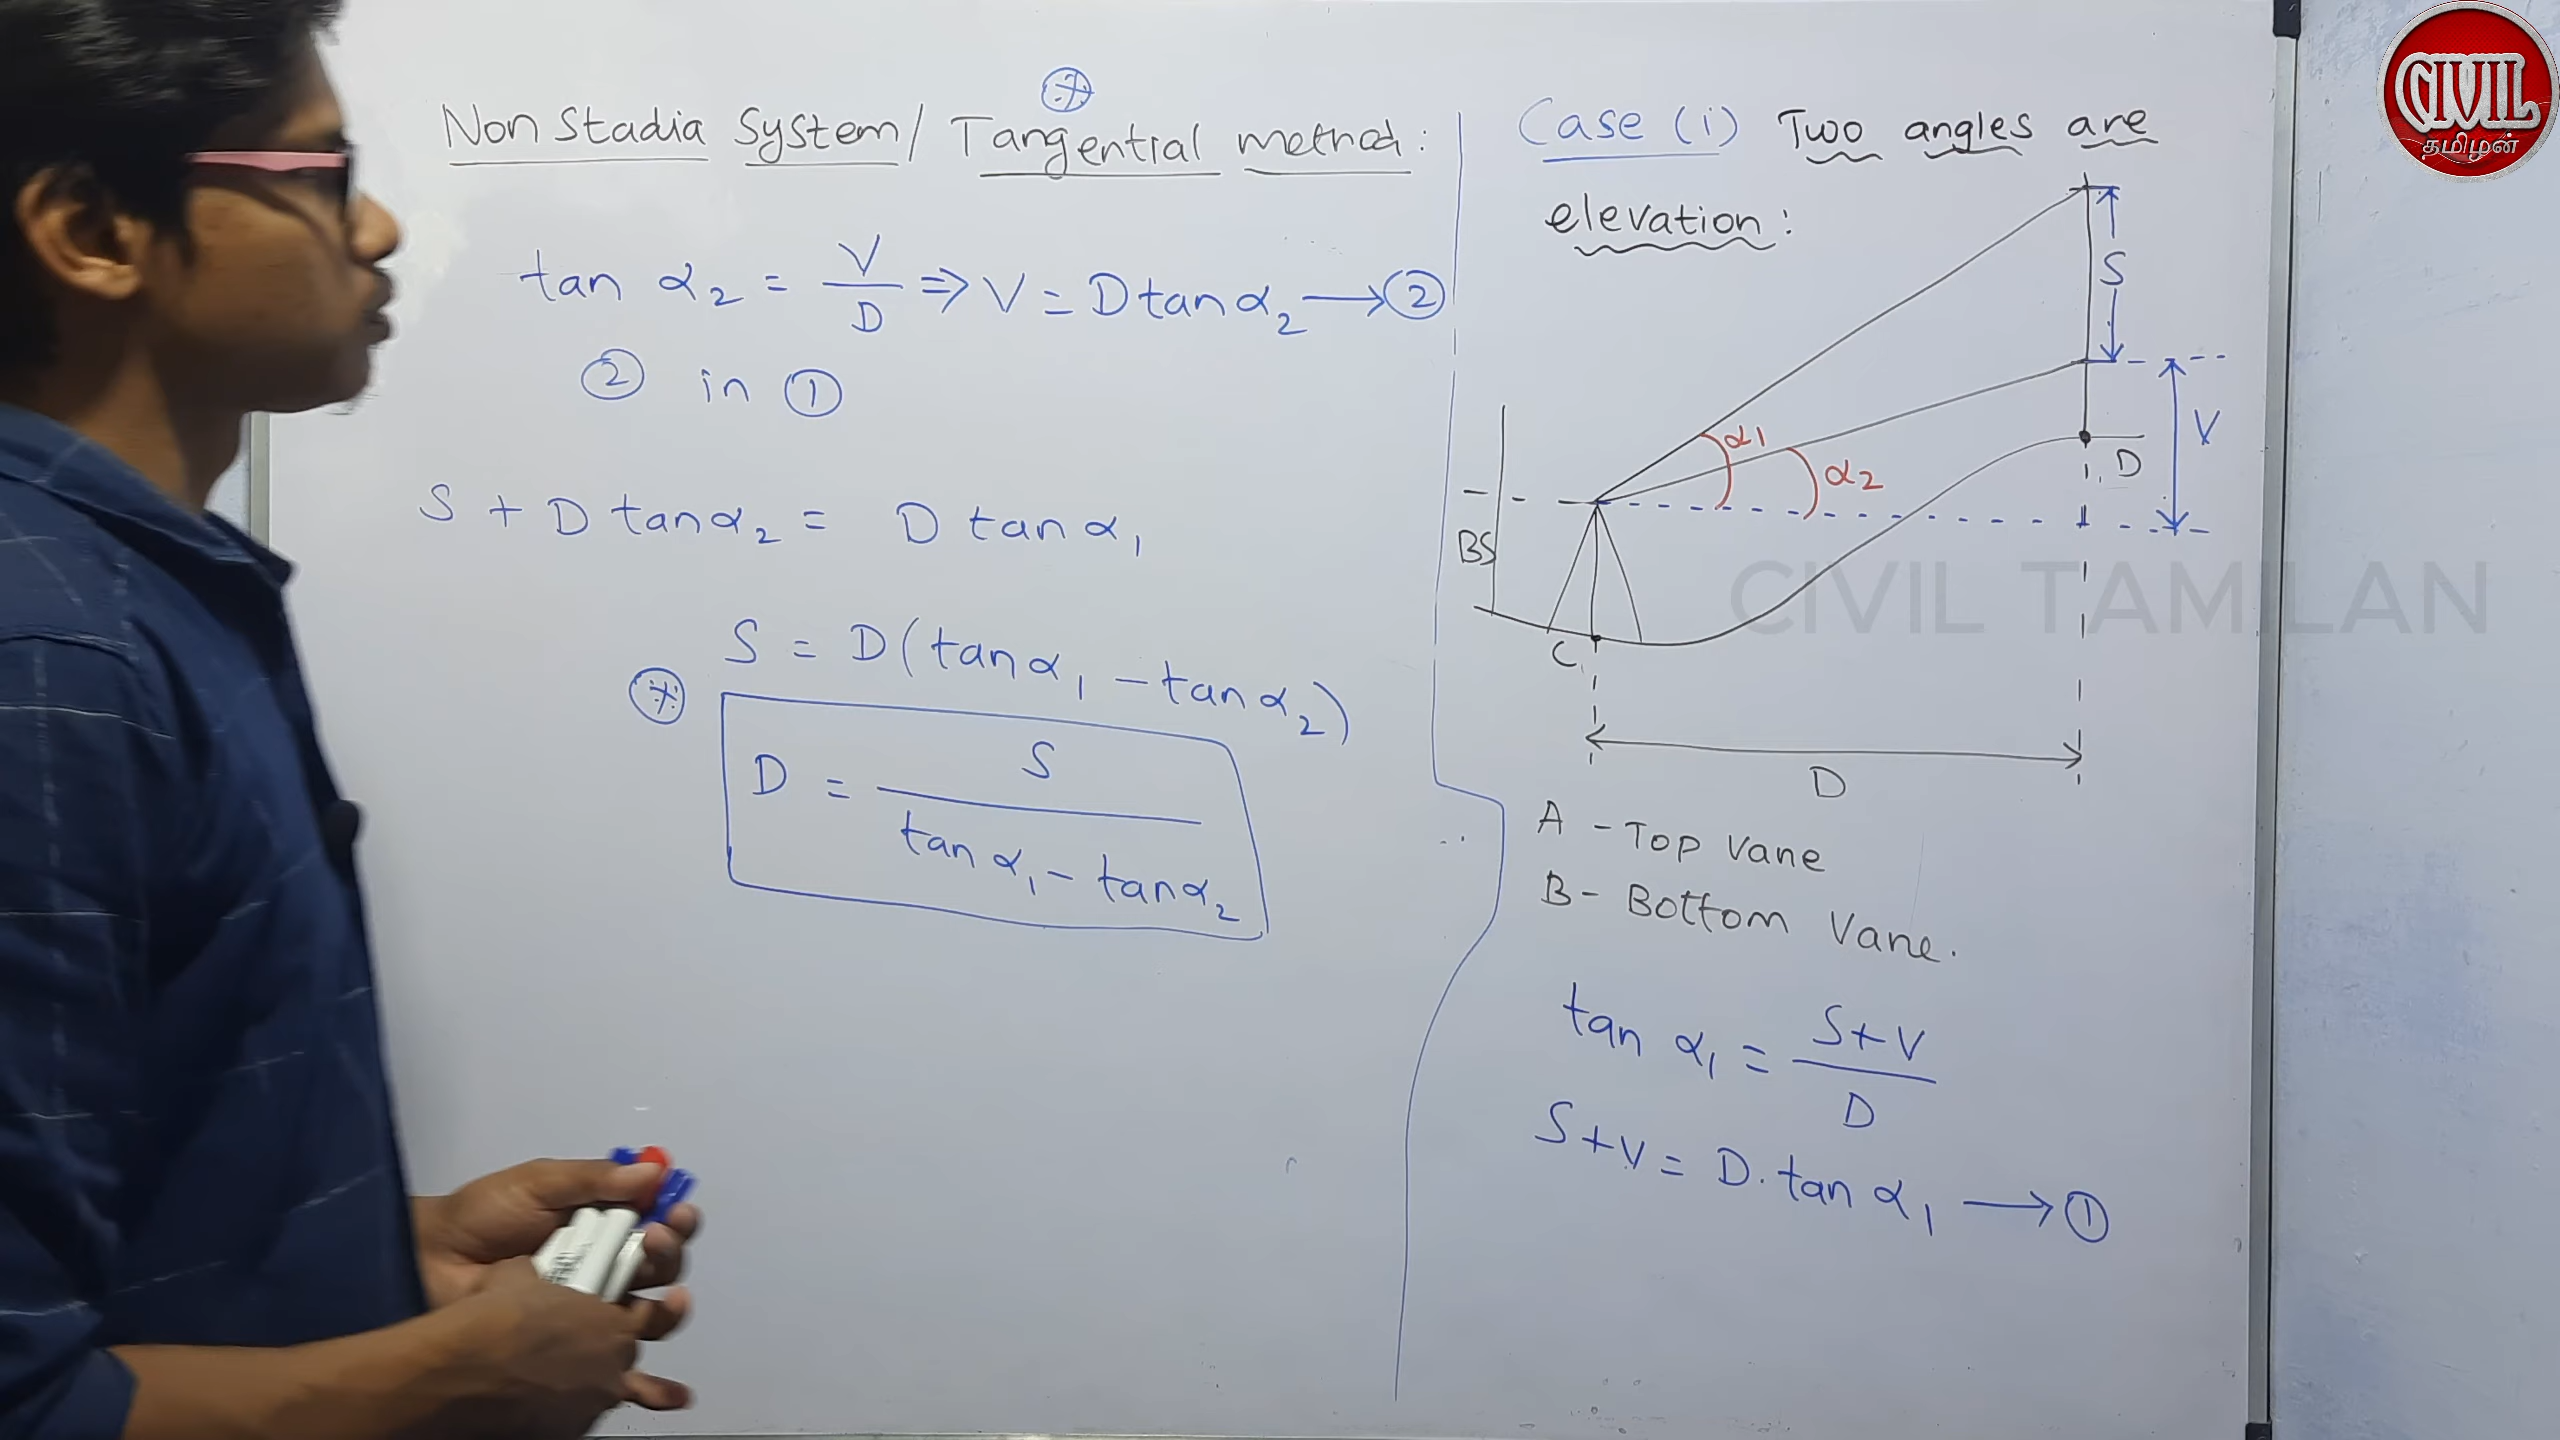 Non Stadia System/ Tangential method:
tan α₂ = V/D ⇒ V = D tan α₂ → ②
② in ①
S + D tan α₂ = D tan α₁
S = D(tan α₁ - tan α₂)
D = S / (tan α₁ - tan α₂)
Case (i) Two angles are
elevation:
S
V
α1
α2
D
BS
C
D
A - Top Vane
B - Bottom Vane.
tan α₁ = S+V / D
S+V = D. tan α₁ → ①
CIVIL
தமிழன்
CIVIL TAMILAN